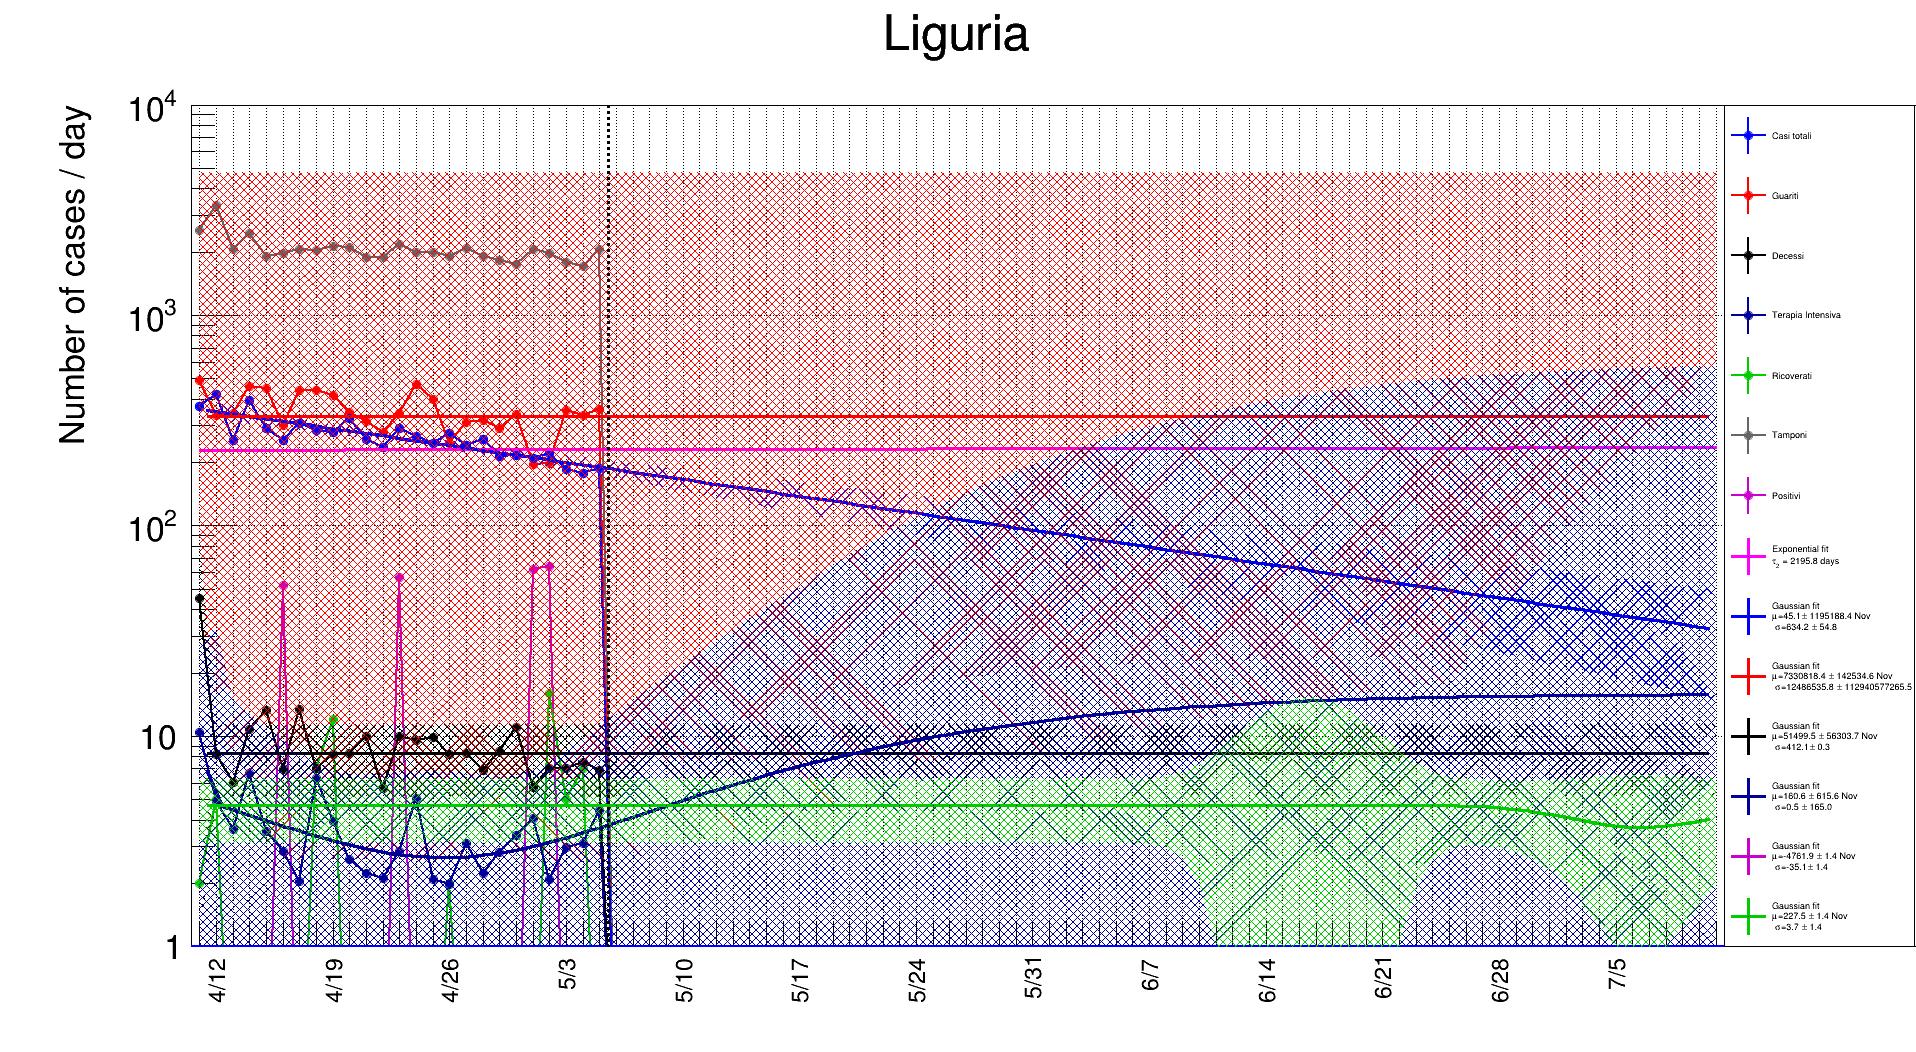 Liguria
Number of cases / day
10^4
10^3
10^2
10
1
4/12
4/19
4/26
5/3
5/10
5/17
5/24
5/31
6/7
6/14
6/21
6/28
7/5
Casi totali
Guariti
Decessi
Terapia Intensiva
Ricoverati
Tamponi
Positivi
Exponential fit
τ₂ = 2195.8 days
Gaussian fit
μ=45.1 ± 1195188.4 Nov
σ=634.2 ± 54.8
Gaussian fit
μ=7330818.4 ± 142534.6 Nov
σ=12486535.8 ± 112940577265.5
Gaussian fit
μ=51499.5 ± 56303.7 Nov
σ=412.1 ± 0.3
Gaussian fit
μ=160.6 ± 615.6 Nov
σ=0.5 ± 165.0
Gaussian fit
μ=-4761.9 ± 1.4 Nov
σ=-35.1 ± 1.4
Gaussian fit
μ=227.5 ± 1.4 Nov
σ=3.7 ± 1.4